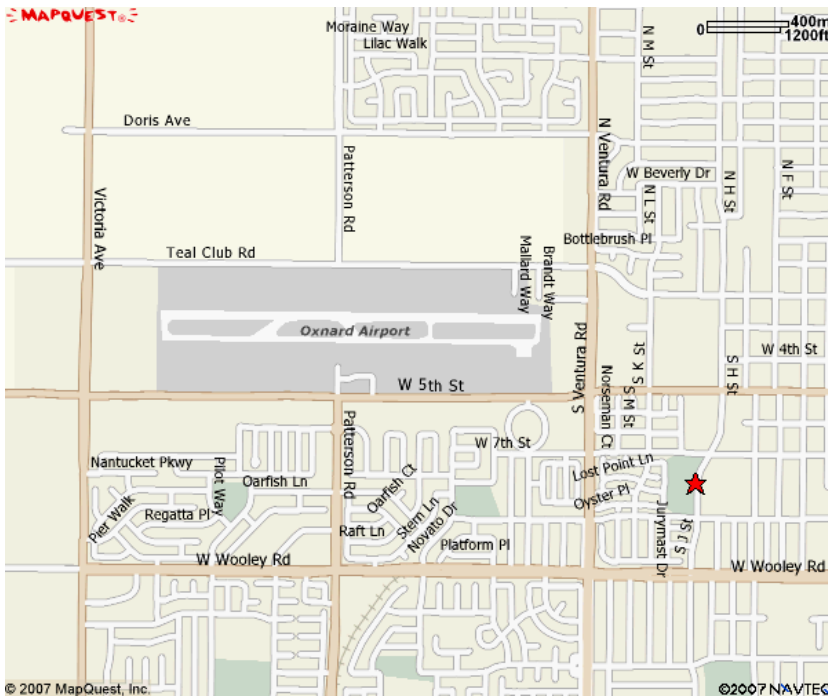 MAPQUEST
Moraine Way
Lilac Walk
N M St
0 400m
1200ft
Doris Ave
N Ventura Rd
Patterson Rd
W Beverly Dr
N L St
N H St
N F St
Victoria Ave
Bottlebrush Pl
Teal Club Rd
Mallard Way
Brandt Way
Oxnard Airport
S Ventura Rd
W 4th St
S K St
S H St
Norseman Ct
S M St
W 5th St
Patterson Rd
W 7th St
Nantucket Pkwy
Pilot Way
Oarfish Ln
Oarfish Ct
Lost Point Ln
Oyster Pl
Pier Walk
Regatta Pl
Raft Ln
Stern Ln
Novato Dr
Platform Pl
Jurymast Dr
S J St
W Wooley Rd
W Wooley Rd
© 2007 MapQuest, Inc.
©2007 NAVTEQ